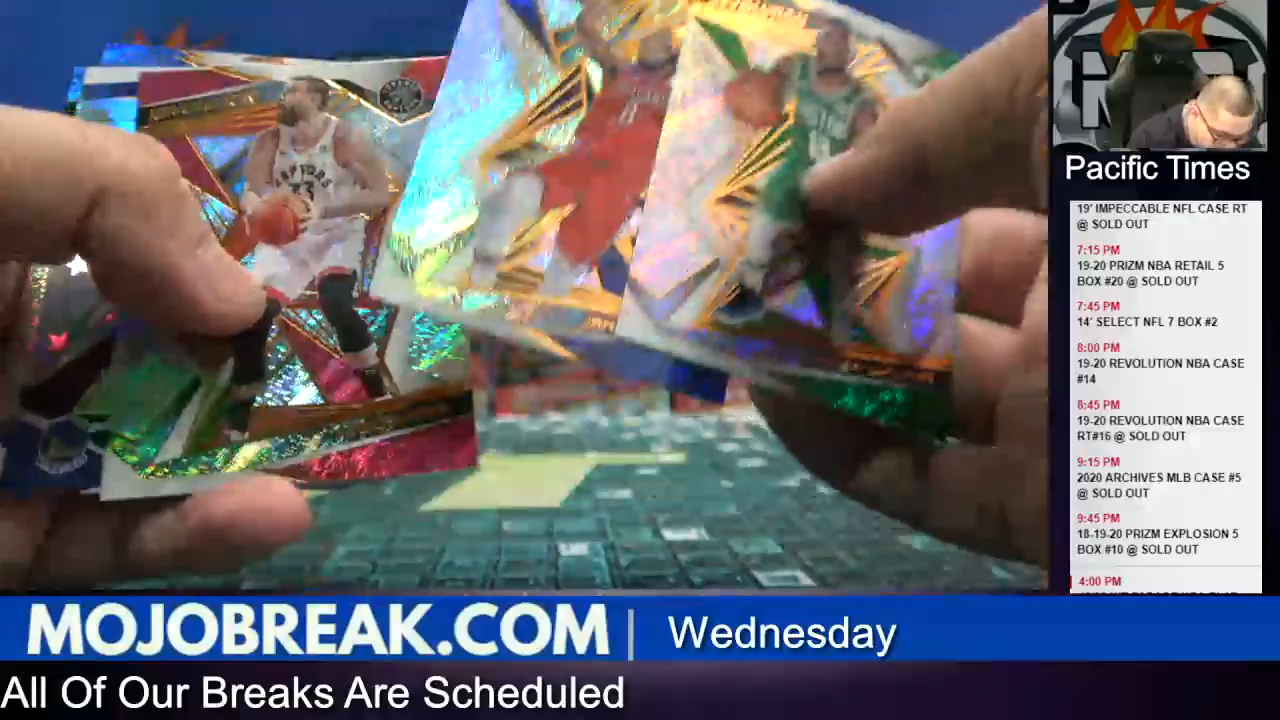 Pacific Times
19' IMPECCABLE NFL CASE RT
@ SOLD OUT
7:15 PM
19-20 PRIZM NBA RETAIL 5
BOX #20 @ SOLD OUT
7:45 PM
14' SELECT NFL 7 BOX #2
8:00 PM
19-20 REVOLUTION NBA CASE
#14
8:45 PM
19-20 REVOLUTION NBA CASE
RT#16 @ SOLD OUT
9:15 PM
2020 ARCHIVES MLB CASE #5
@ SOLD OUT
9:45 PM
18-19-20 PRIZM EXPLOSION 5
BOX #10 @ SOLD OUT
4:00 PM
RAPTORS
33
MOJOBREAK.COM | Wednesday
All Of Our Breaks Are Scheduled